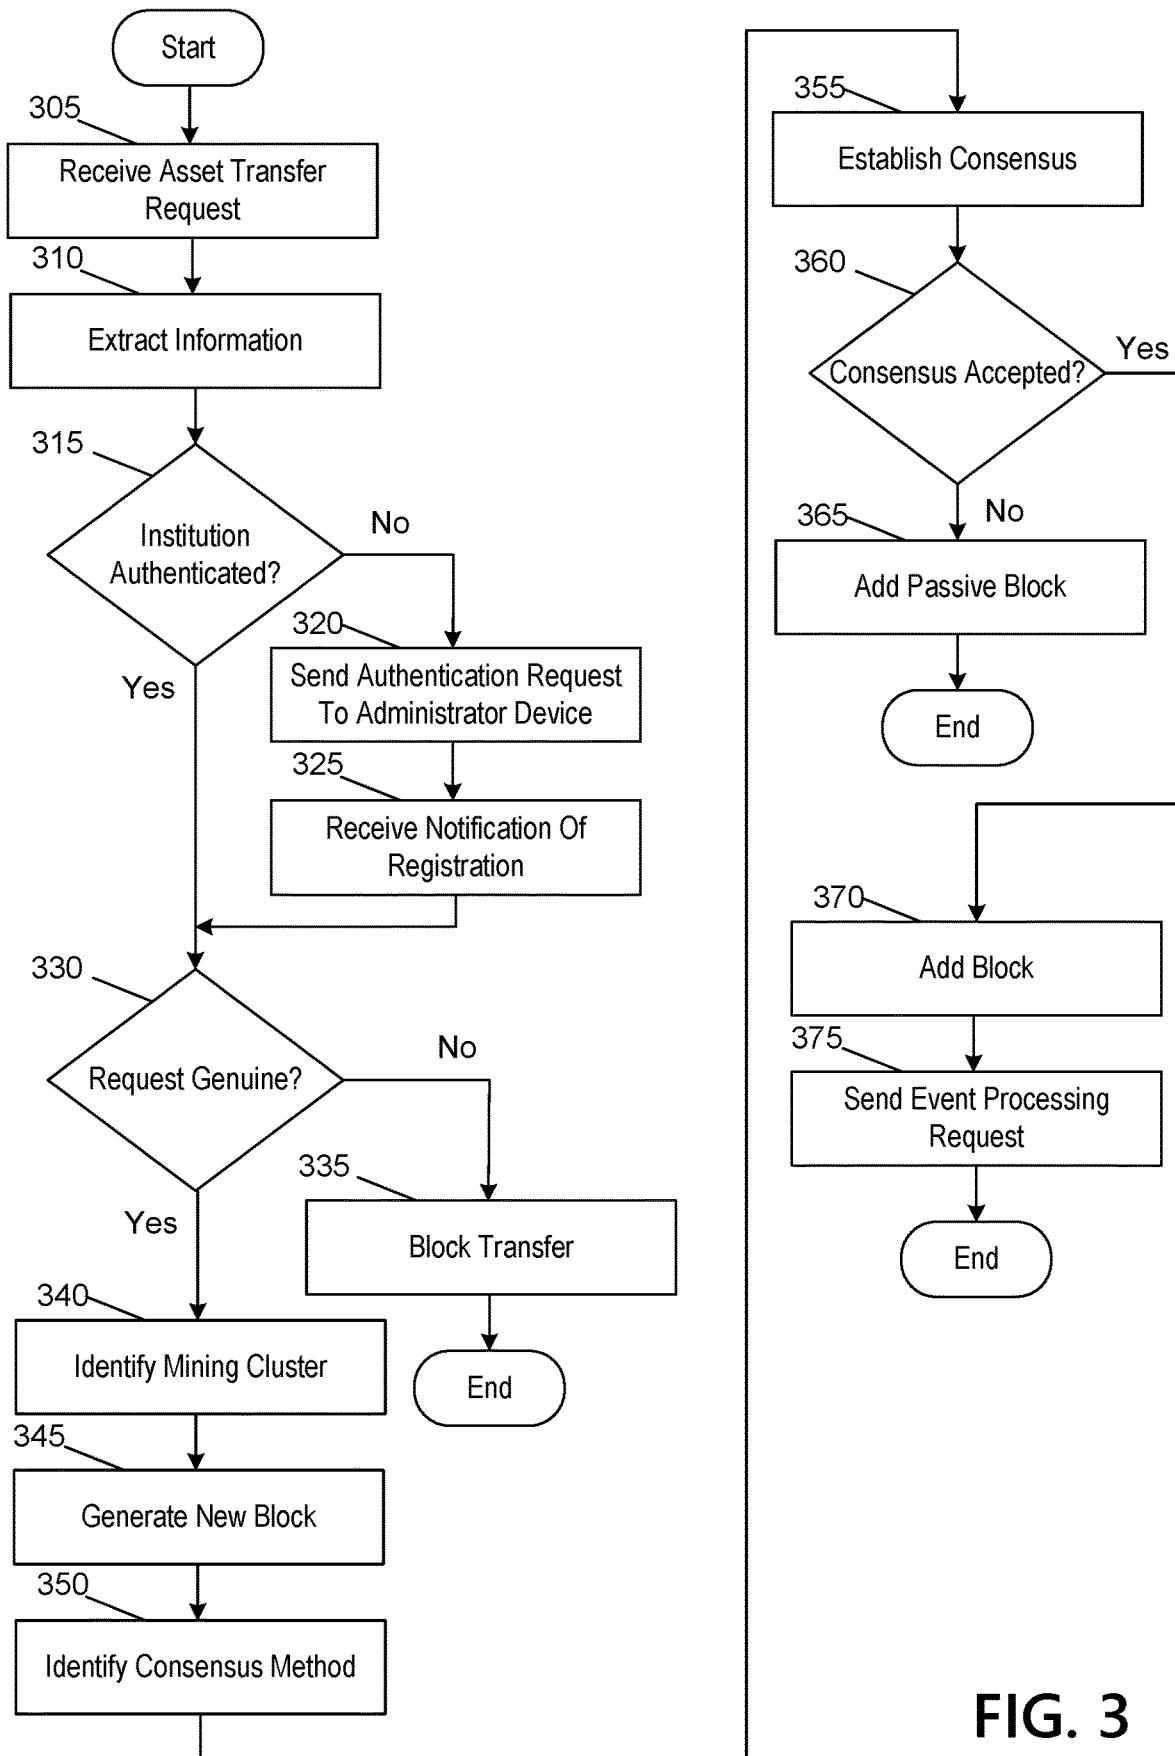 Start
305
Receive Asset Transfer
Request
310
Extract Information
315
Institution
Authenticated?
No
Yes
320
Send Authentication Request
To Administrator Device
325
Receive Notification Of
Registration
330
Request Genuine?
No
Yes
335
Block Transfer
End
340
Identify Mining Cluster
345
Generate New Block
350
Identify Consensus Method
355
Establish Consensus
360
Consensus Accepted?
Yes
No
365
Add Passive Block
End
370
Add Block
375
Send Event Processing
Request
End
FIG. 3